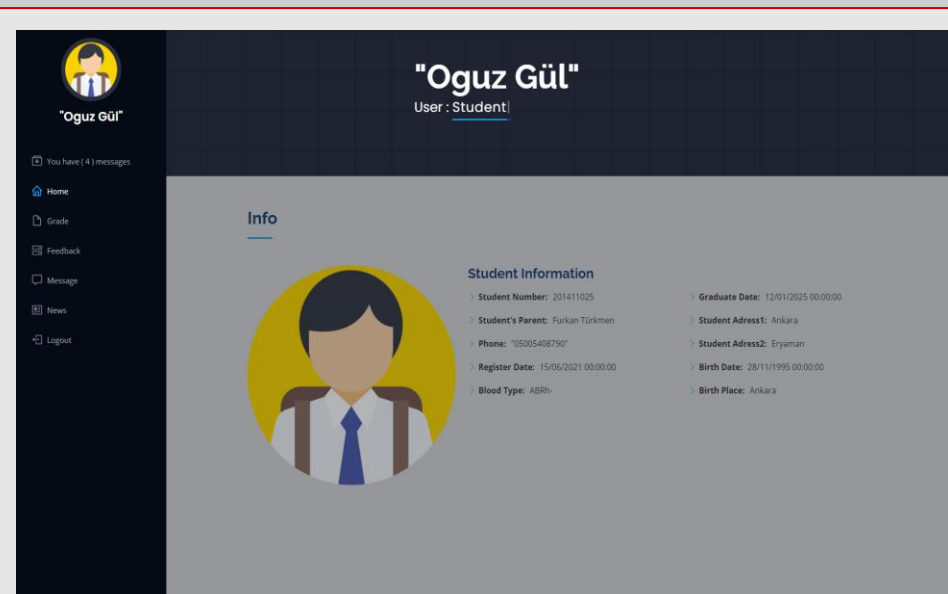 "Oguz Gül"
You have ( 4 ) messages
Home
Grade
Feedback
Message
News
Logout
"Oguz Gül"
User : Student
Info
Student Information
Student Number: 201411025
Student's Parent: Furkan Türkmen
Phone: "05005408790"
Register Date: 15/06/2021 00:00:00
Blood Type: ABRh-
Graduate Date: 12/01/2025 00:00:00
Student Adress1: Ankara
Student Adress2: Eryaman
Birth Date: 28/11/1995 00:00:00
Birth Place: Ankara